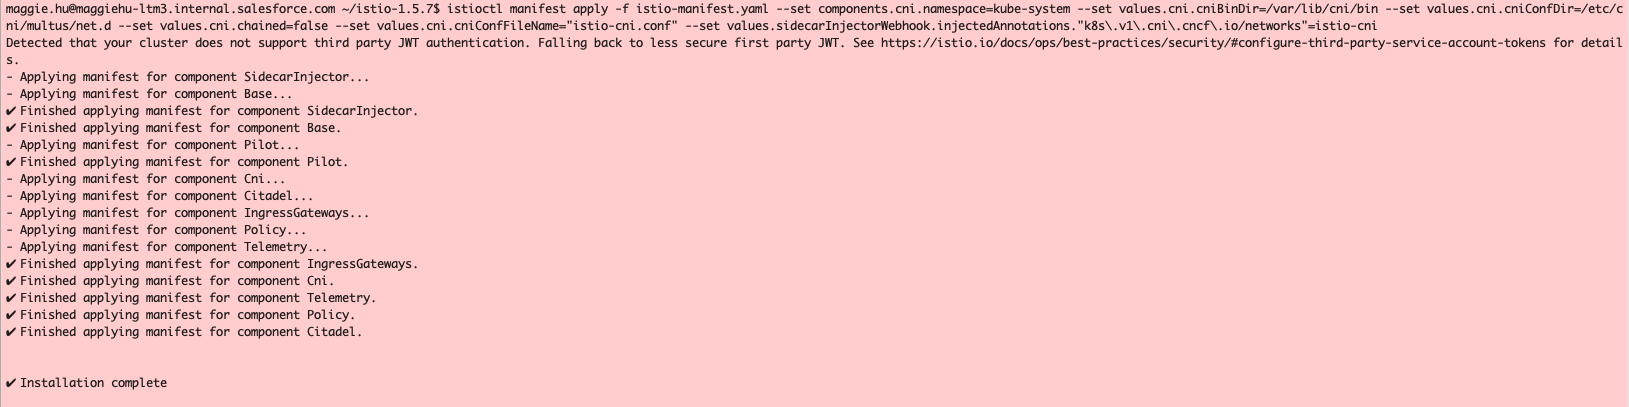 maggie.hu@maggiehu-ltm3.internal.salesforce.com ~/istio-1.5.7$ istioctl manifest apply -f istio-manifest.yaml --set components.cni.namespace=kube-system --set values.cni.cniBinDir=/var/lib/cni/bin --set values.cni.cniConfDir=/etc/c
ni/multus/net.d --set values.cni.chained=false --set values.cni.cniConfFileName="istio-cni.conf" --set values.sidecarInjectorWebhook.injectedAnnotations."k8s\.v1\.cni\.cncf\.io/networks"=istio-cni
Detected that your cluster does not support third party JWT authentication. Falling back to less secure first party JWT. See https://istio.io/docs/ops/best-practices/security/#configure-third-party-service-account-tokens for detail
s.
- Applying manifest for component SidecarInjector...
- Applying manifest for component Base...
✔ Finished applying manifest for component SidecarInjector.
✔ Finished applying manifest for component Base.
- Applying manifest for component Pilot...
✔ Finished applying manifest for component Pilot.
- Applying manifest for component Cni...
- Applying manifest for component Citadel...
- Applying manifest for component IngressGateways...
- Applying manifest for component Policy...
- Applying manifest for component Telemetry...
✔ Finished applying manifest for component IngressGateways.
✔ Finished applying manifest for component Cni.
✔ Finished applying manifest for component Telemetry.
✔ Finished applying manifest for component Policy.
✔ Finished applying manifest for component Citadel.
✔ Installation complete